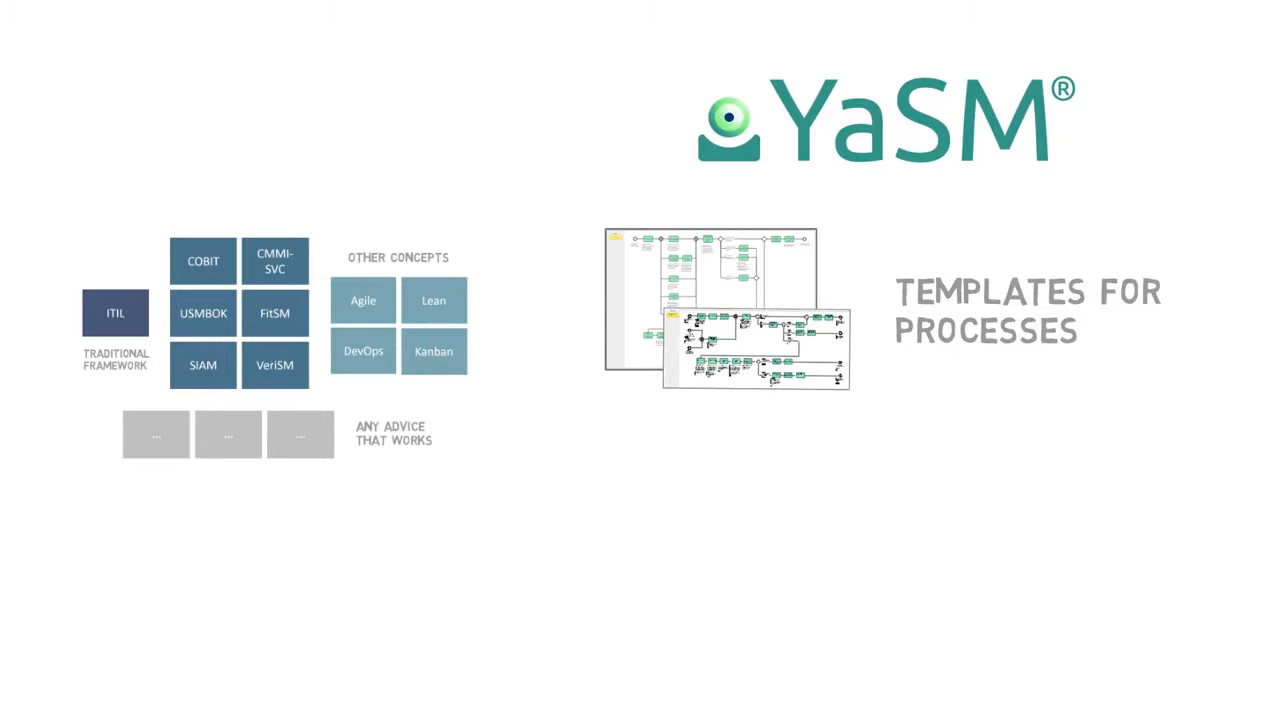 YaSM®
COBIT
CMMI-
SVC
OTHER CONCEPTS
ITIL
USMBOK
FitSM
Agile
Lean
TRADITIONAL
FRAMEWORK
SIAM
VeriSM
DevOps
Kanban
...
...
...
ANY ADVICE
THAT WORKS
TEMPLATES FOR
PROCESSES